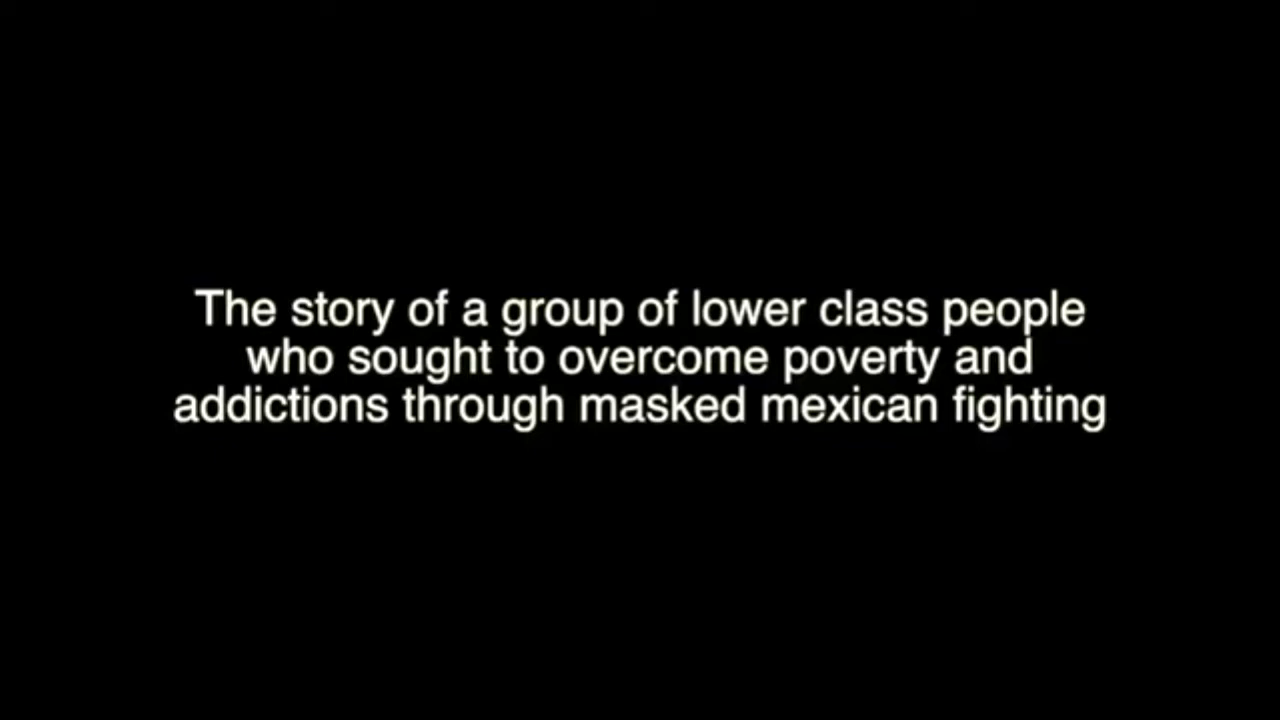 The story of a group of lower class people
who sought to overcome poverty and
addictions through masked mexican fighting